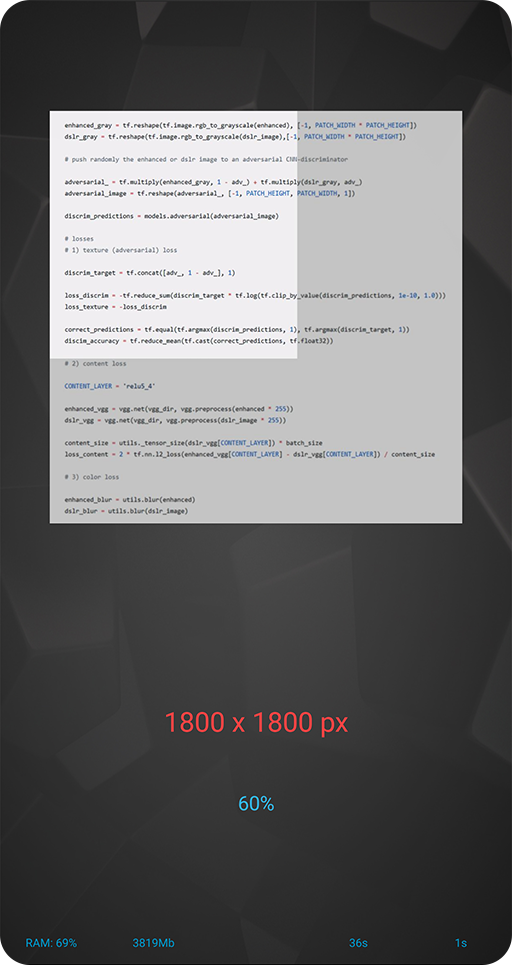 enhanced_gray = tf.reshape(tf.image.rgb_to_grayscale(enhanced), [-1, PATCH_WIDTH * PATCH_HEIGHT])
dslr_gray = tf.reshape(tf.image.rgb_to_grayscale(dslr_image),[-1, PATCH_WIDTH * PATCH_HEIGHT])
# push randomly the enhanced or dslr image to an adversarial CNN-discriminator
adversarial_ = tf.multiply(enhanced_gray, 1 - adv_) + tf.multiply(dslr_gray, adv_)
adversarial_image = tf.reshape(adversarial_, [-1, PATCH_HEIGHT, PATCH_WIDTH, 1])
discrim_predictions = models.adversarial(adversarial_image)
# losses
# 1) texture (adversarial) loss
discrim_target = tf.concat([adv_, 1 - adv_], 1)
loss_discrim = -tf.reduce_sum(discrim_target * tf.log(tf.clip_by_value(discrim_predictions, 1e-10, 1.0)))
loss_texture = -loss_discrim
correct_predictions = tf.equal(tf.argmax(discrim_predictions, 1), tf.argmax(discrim_target, 1))
discim_accuracy = tf.reduce_mean(tf.cast(correct_predictions, tf.float32))
# 2) content loss
CONTENT_LAYER = 'relu5_4'
enhanced_vgg = vgg.net(vgg_dir, vgg.preprocess(enhanced * 255))
dslr_vgg = vgg.net(vgg_dir, vgg.preprocess(dslr_image * 255))
content_size = utils._tensor_size(dslr_vgg[CONTENT_LAYER]) * batch_size
loss_content = 2 * tf.nn.l2_loss(enhanced_vgg[CONTENT_LAYER] - dslr_vgg[CONTENT_LAYER]) / content_size
# 3) color loss
enhanced_blur = utils.blur(enhanced)
dslr_blur = utils.blur(dslr_image)
1800 x 1800 px
60%
RAM: 69% 3819Mb 36s 1s